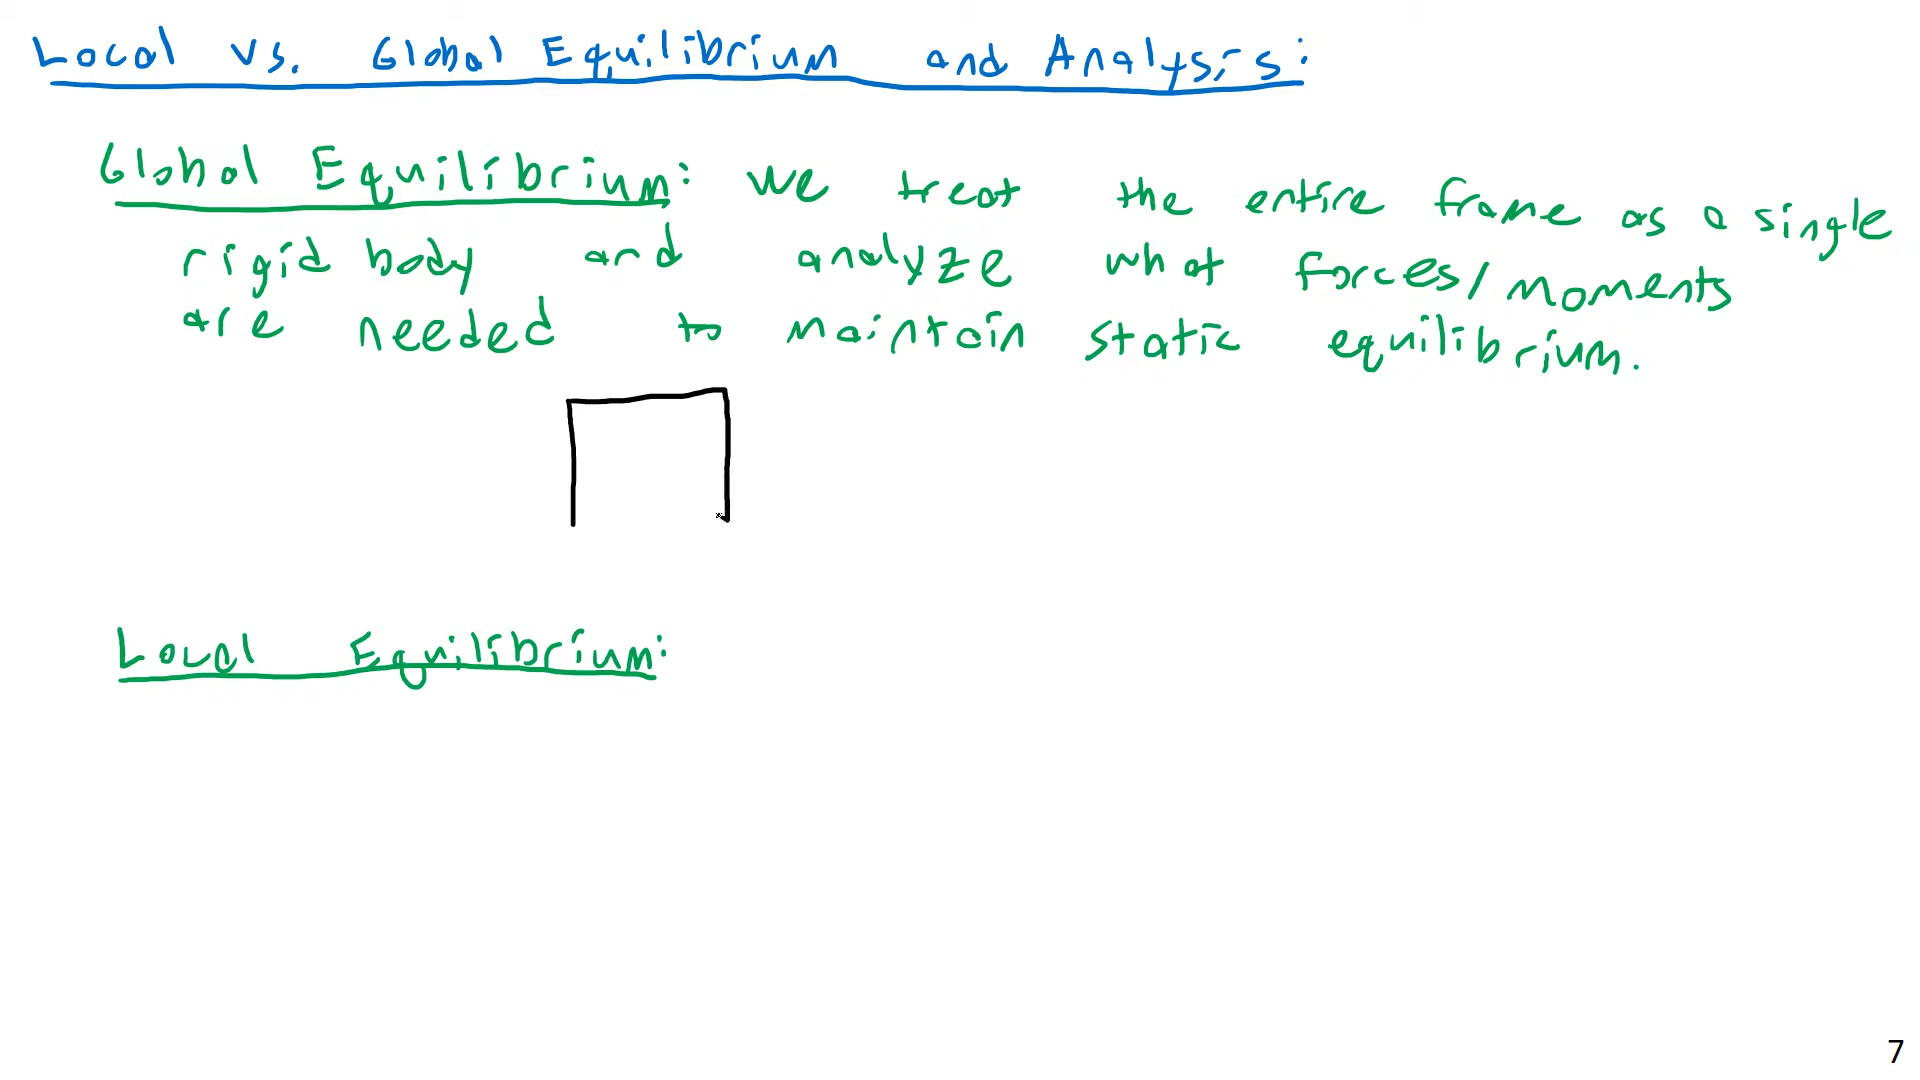 Local vs. Global Equilibrium and Analysis:
Global Equilibrium: we treat the entire frame as a single
rigid body and analyze what forces/moments
are needed to maintain static equilibrium.
Local Equilibrium:
7